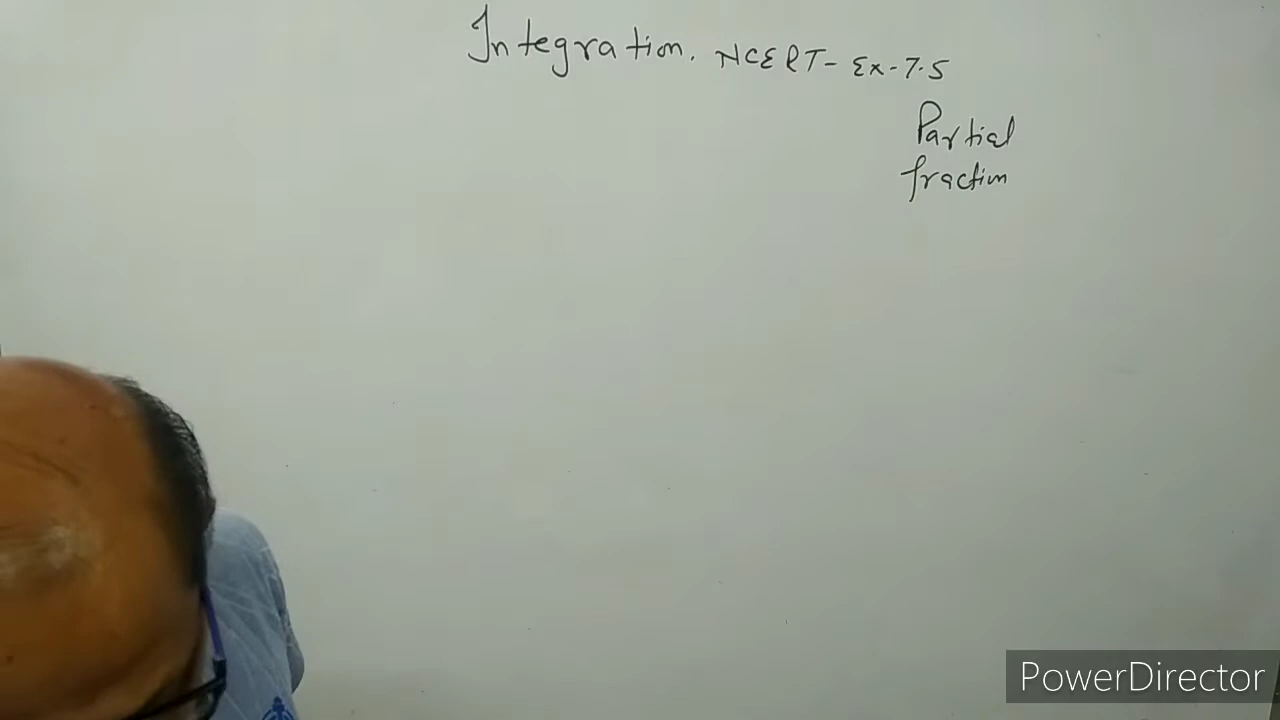 Integration. NCERT- Ex-7.5
Partial
fraction
PowerDirector